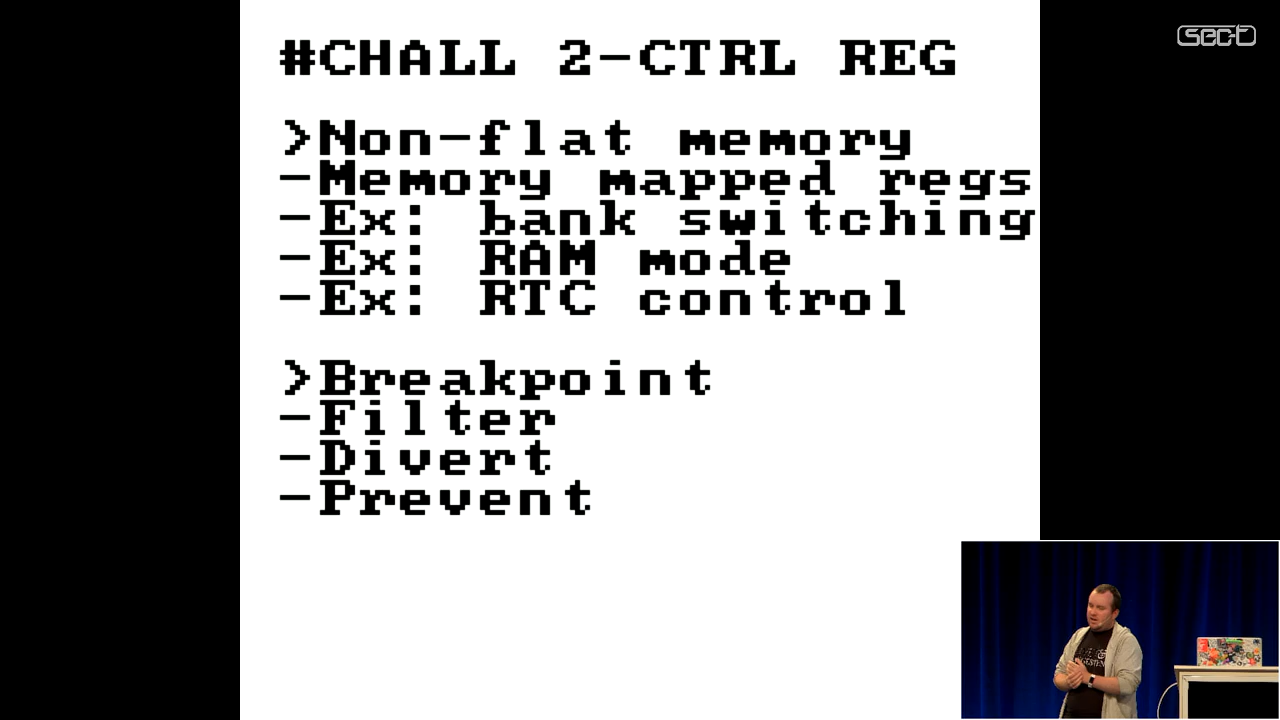 #CHALL 2-CTRL REG
>Non-flat memory
-Memory mapped regs
-Ex: bank switching
-Ex: RAM mode
-Ex: RTC control
>Breakpoint
-Filter
-Divert
-Prevent
sec-t